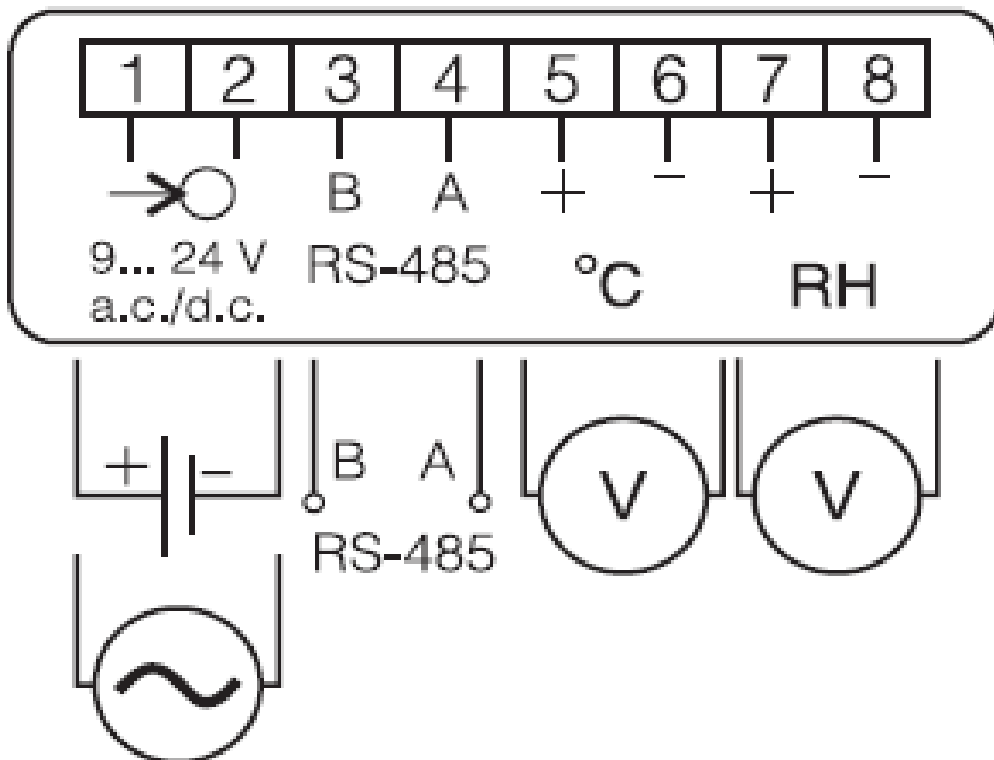 1 2 3 4 5 6 7 8
B A + − + −
9... 24 V RS-485 °C RH
a.c./d.c.
+ − B A V V
RS-485